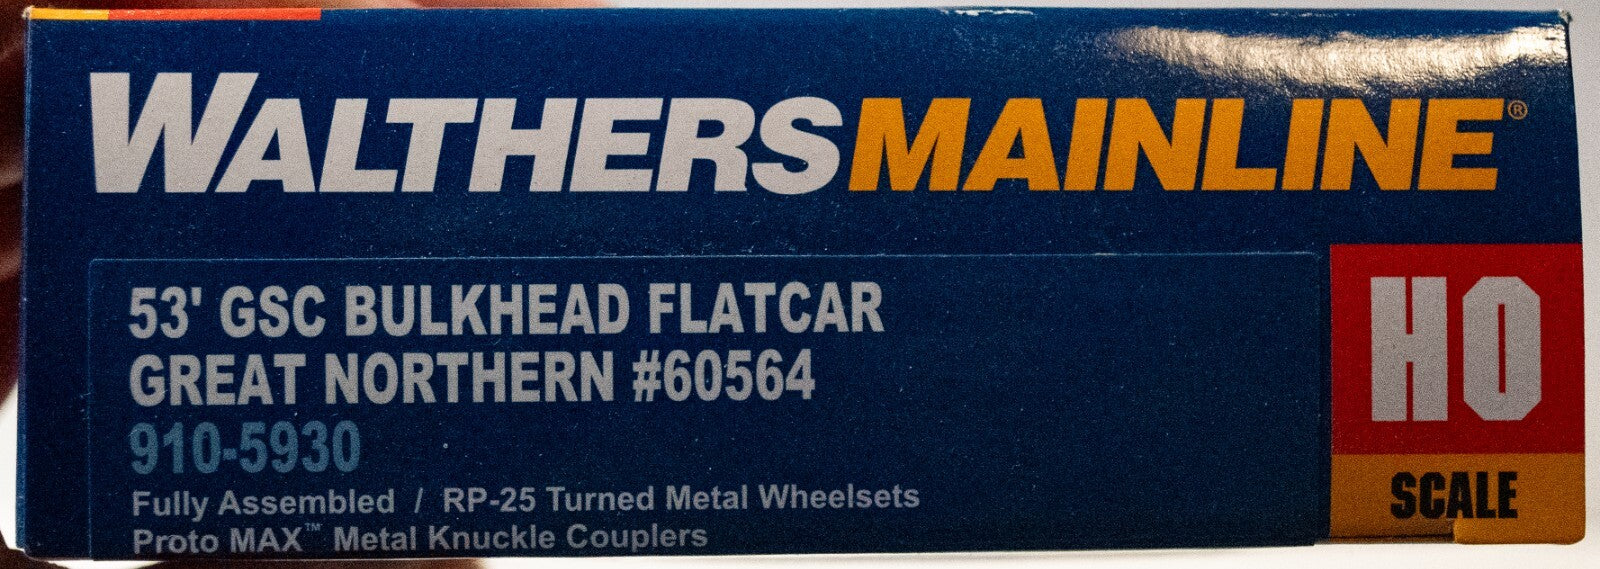 WALTHERSMAINLINE®
53' GSC BULKHEAD FLATCAR
GREAT NORTHERN #60564
910-5930
Fully Assembled / RP-25 Turned Metal Wheelsets
Proto MAX™ Metal Knuckle Couplers
HO
SCALE